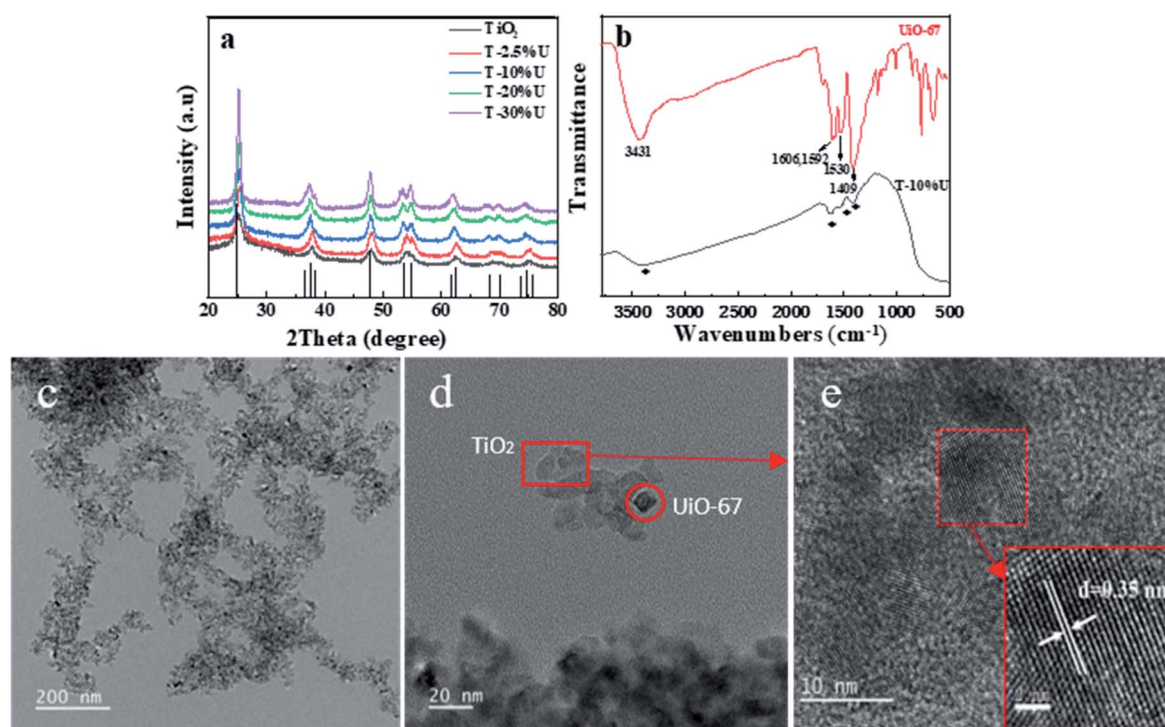 a
TiO₂
T-2.5%U
T-10%U
T-20%U
T-30%U
Intensity (a.u)
20 30 40 50 60 70 80
2Theta (degree)
b
UiO-67
Transmittance
3431
1606,1592
1530
1409
T-10%U
3500 3000 2500 2000 1500 1000 500
Wavenumbers (cm⁻¹)
c
200 nm
d
TiO₂
UiO-67
20 nm
e
10 nm
d=0.35 nm